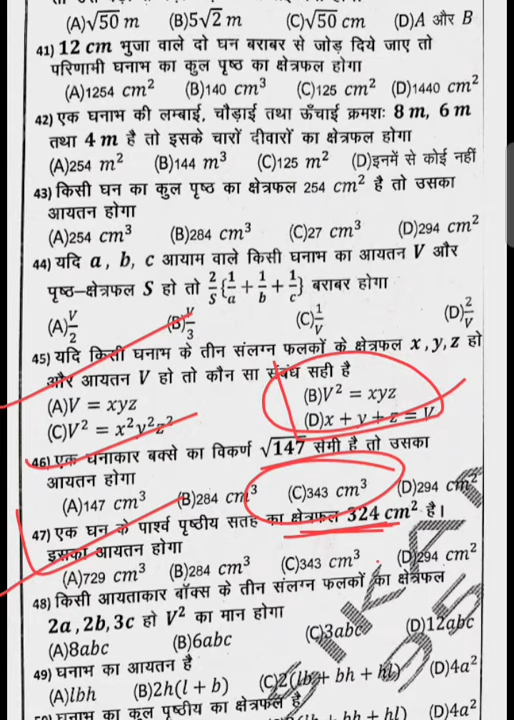 (A)√50 m (B)5√2 m (C)√50 cm (D)A और B
41) 12 cm भुजा वाले दो घन बराबर से जोड़ दिये जाए तो
परिणामी घनाभ का कुल पृष्ठ का क्षेत्रफल होगा
(A)1254 cm² (B)140 cm³ (C)125 cm² (D)1440 cm²
42) एक घनाभ की लम्बाई, चौड़ाई तथा ऊँचाई क्रमशः 8 m, 6 m
तथा 4 m है तो इसके चारों दीवारों का क्षेत्रफल होगा
(A)254 m² (B)144 m³ (C)125 m² (D)इनमें से कोई नहीं
43) किसी घन का कुल पृष्ठ का क्षेत्रफल 254 cm² है तो उसका
आयतन होगा
(A)254 cm³ (B)284 cm³ (C)27 cm³ (D)294 cm²
44) यदि a, b, c आयाम वाले किसी घनाभ का आयतन V और
पृष्ठ-क्षेत्रफल S हो तो 2/S{1/a + 1/b + 1/c} बराबर होगा
(A)V/2 (B)V/3 (C)1/V (D)2/V
45) यदि किसी घनाभ के तीन संलग्न फलकों के क्षेत्रफल x, y, z हो
और आयतन V हो तो कौन सा संबंध सही है
(A)V = xyz (B)V² = xyz
(C)V² = x²y²z² (D)x + y + z = V
46) एक घनाकार बक्से का विकर्ण √147 सेमी है तो उसका
आयतन होगा
(A)147 cm³ (B)284 cm³ (C)343 cm³ (D)294 cm²
47) एक घन के पार्श्व पृष्ठीय सतह का क्षेत्रफल 324 cm² है।
इसका आयतन होगा
(A)729 cm³ (B)284 cm³ (C)343 cm³ (D)294 cm²
48) किसी आयताकार बॉक्स के तीन संलग्न फलकों का क्षेत्रफल
2a, 2b, 3c हो V² का मान होगा
(A)8abc (B)6abc (C)3abc (D)12abc
49) घनाभ का आयतन है
(A)lbh (B)2h(l + b) (C)2(lb + bh + hl) (D)4a²
घनाभ का कुल पृष्ठीय का क्षेत्रफल है
bh + hl) (D)4a²